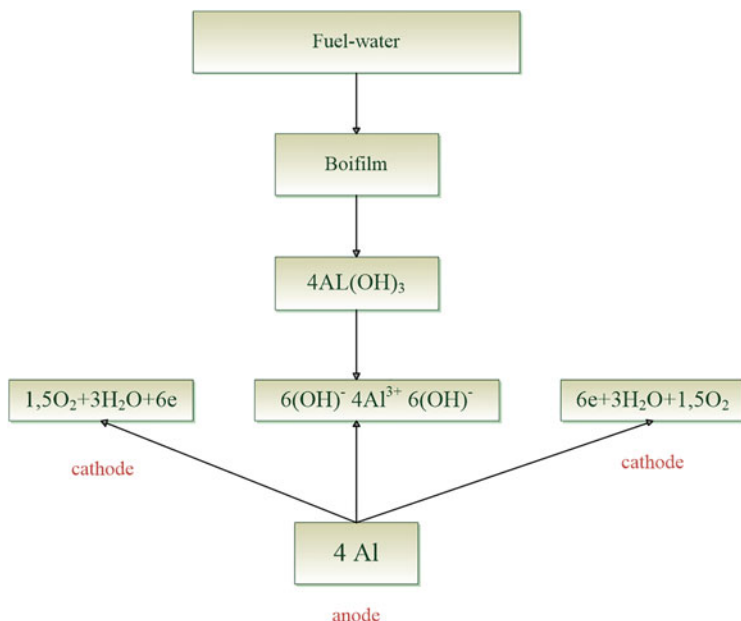 Fuel-water
Boifilm
4AL(OH)₃
1,5O₂+3H₂O+6e
6(OH)⁻ 4Al³⁺ 6(OH)⁻
6e+3H₂O+1,5O₂
cathode
cathode
4 Al
anode